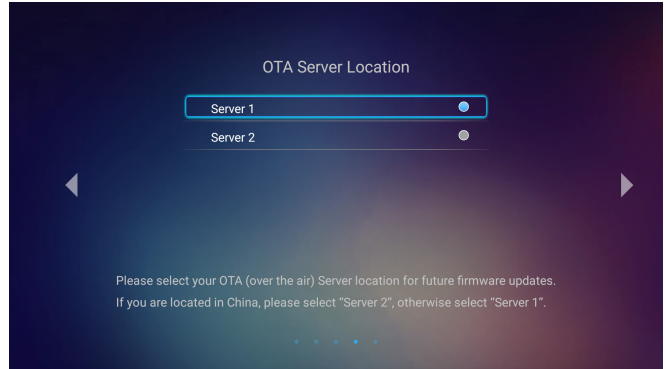 OTA Server Location
Server 1
Server 2
Please select your OTA (over the air) Server location for future firmware updates.
If you are located in China, please select “Server 2”, otherwise select “Server 1”.